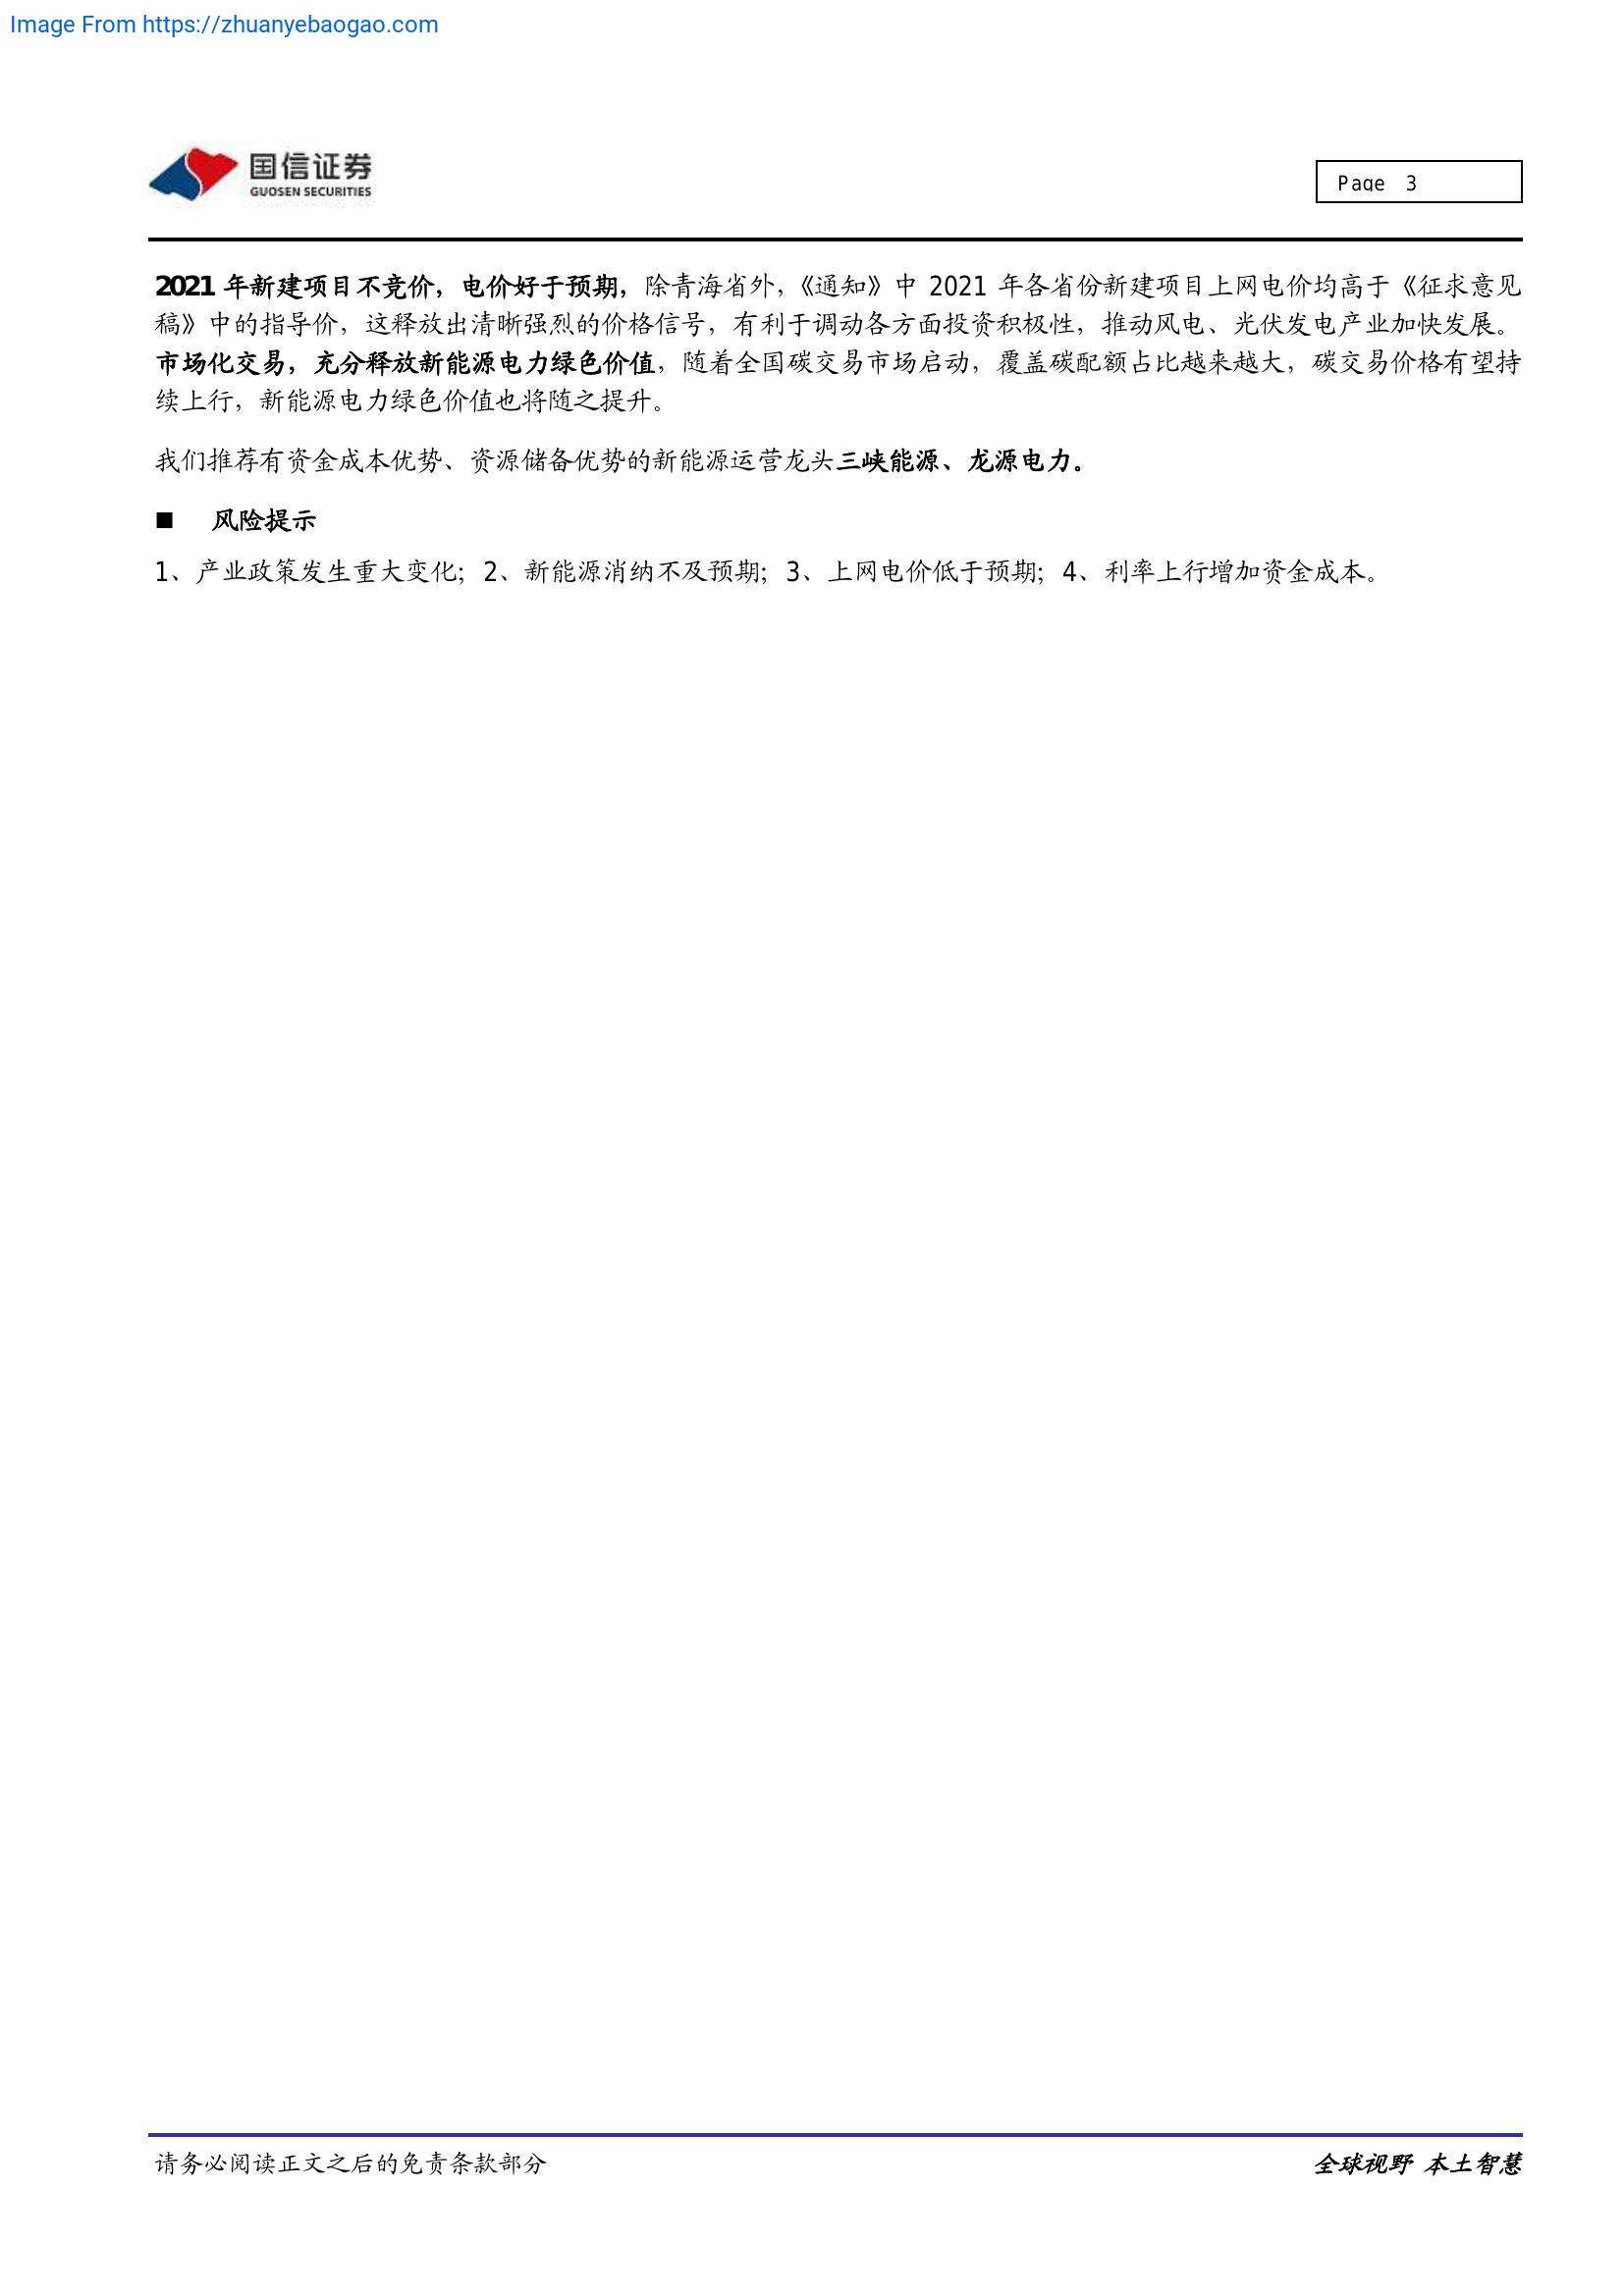 Image From https://zhuanyebaogao.com
国信证券
GUOSEN SECURITIES
Page 3
2021 年新建项目不竞价，电价好于预期，除青海省外，《通知》中 2021 年各省份新建项目上网电价均高于《征求意见
稿》中的指导价，这释放出清晰强烈的价格信号，有利于调动各方面投资积极性，推动风电、光伏发电产业加快发展。
市场化交易，充分释放新能源电力绿色价值，随着全国碳交易市场启动，覆盖碳配额占比越来越大，碳交易价格有望持
续上行，新能源电力绿色价值也将随之提升。
我们推荐有资金成本优势、资源储备优势的新能源运营龙头三峡能源、龙源电力。
■ 风险提示
1、产业政策发生重大变化；2、新能源消纳不及预期；3、上网电价低于预期；4、利率上行增加资金成本。
请务必阅读正文之后的免责条款部分
全球视野 本土智慧